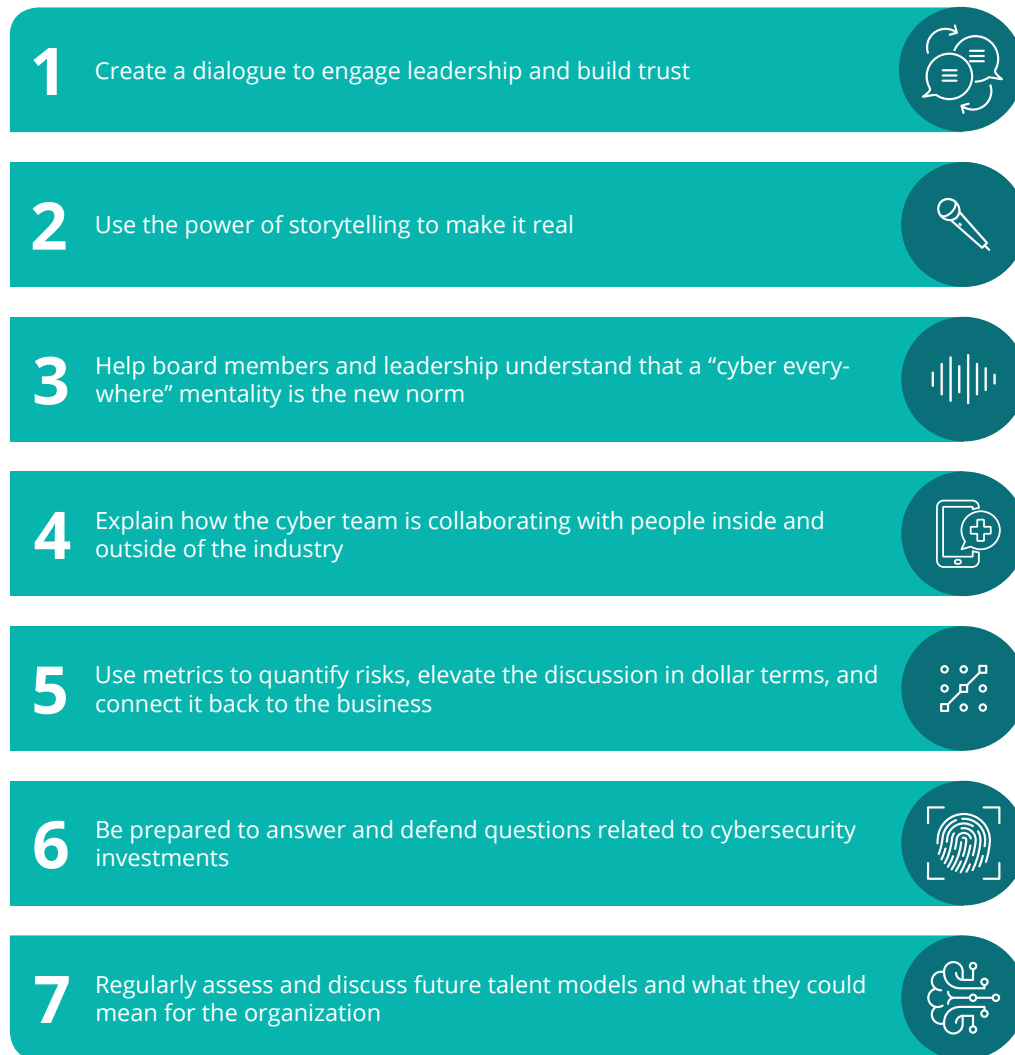 1
Create a dialogue to engage leadership and build trust
2
Use the power of storytelling to make it real
3
Help board members and leadership understand that a “cyber every-
where” mentality is the new norm
4
Explain how the cyber team is collaborating with people inside and
outside of the industry
5
Use metrics to quantify risks, elevate the discussion in dollar terms, and
connect it back to the business
6
Be prepared to answer and defend questions related to cybersecurity
investments
7
Regularly assess and discuss future talent models and what they could
mean for the organization